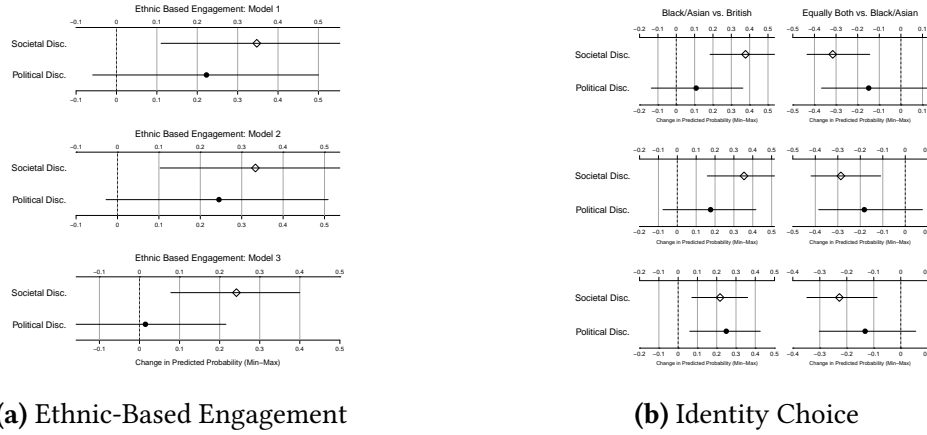 Ethnic Based Engagement: Model 1
−0.1 0 0.1 0.2 0.3 0.4 0.5
Societal Disc.
Political Disc.
−0.1 0 0.1 0.2 0.3 0.4 0.5
Ethnic Based Engagement: Model 2
−0.1 0 0.1 0.2 0.3 0.4 0.5
Societal Disc.
Political Disc.
−0.1 0 0.1 0.2 0.3 0.4 0.5
Ethnic Based Engagement: Model 3
−0.1 0 0.1 0.2 0.3 0.4 0.5
Societal Disc.
Political Disc.
−0.1 0 0.1 0.2 0.3 0.4 0.5
Change in Predicted Probability (Min−Max)
(a) Ethnic-Based Engagement
Black/Asian vs. British Equally Both vs. Black/Asian
−0.2 −0.1 0 0.1 0.2 0.3 0.4 0.5 −0.5 −0.4 −0.3 −0.2 −0.1 0 0.1
Societal Disc.
Political Disc.
−0.2 −0.1 0 0.1 0.2 0.3 0.4 0.5 −0.5 −0.4 −0.3 −0.2 −0.1 0 0.1
Change in Predicted Probability (Min−Max) Change in Predicted Probability (Min−Max)
−0.2 −0.1 0 0.1 0.2 0.3 0.4 0.5 −0.5 −0.4 −0.3 −0.2 −0.1 0
Societal Disc.
Political Disc.
−0.2 −0.1 0 0.1 0.2 0.3 0.4 0.5 −0.5 −0.4 −0.3 −0.2 −0.1 0
Change in Predicted Probability (Min−Max) Change in Predicted Probability (Min−Max)
−0.2 −0.1 0 0.1 0.2 0.3 0.4 0.5 −0.4 −0.3 −0.2 −0.1 0
Societal Disc.
Political Disc.
−0.2 −0.1 0 0.1 0.2 0.3 0.4 0.5 −0.4 −0.3 −0.2 −0.1 0
Change in Predicted Probability (Min−Max) Change in Predicted Probability (Min−Max)
(b) Identity Choice